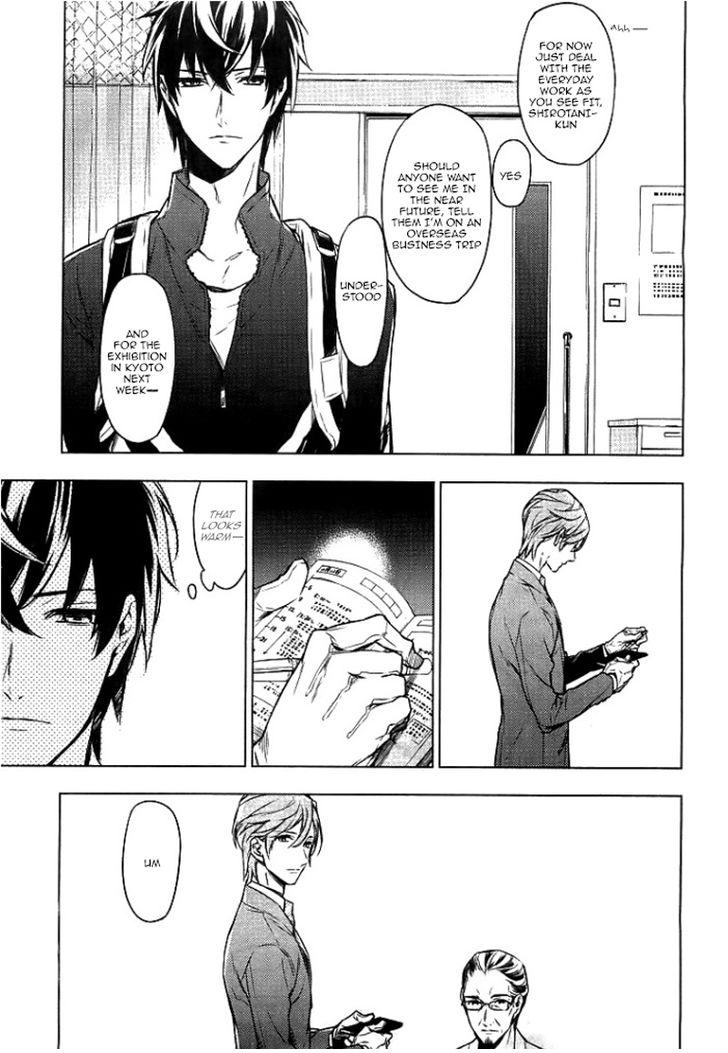 Ahh—
FOR NOW
JUST DEAL
WITH THE
EVERYDAY
WORK AS
YOU SEE FIT,
SHIROTANI-
KUN
YES
SHOULD
ANYONE WANT
TO SEE ME IN
THE NEAR
FUTURE, TELL
THEM I'M ON AN
OVERSEAS
BUSINESS TRIP
UNDER-
STOOD
AND
FOR THE
EXHIBITION
IN KYOTO
NEXT
WEEK—
THAT
LOOKS
WARM—
UM